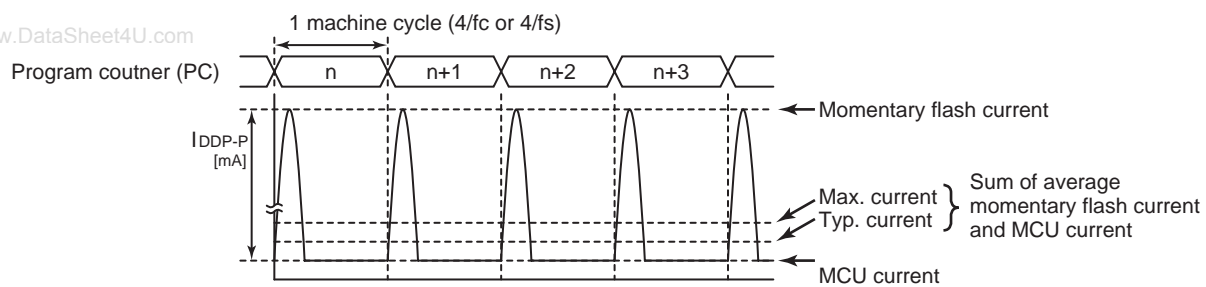 1 machine cycle (4/fc or 4/fs)
w.DataSheet4U.com
Program coutner (PC)
n
n+1
n+2
n+3
Momentary flash current
IDDP-P
[mA]
Max. current
Typ. current
Sum of average
momentary flash current
and MCU current
MCU current